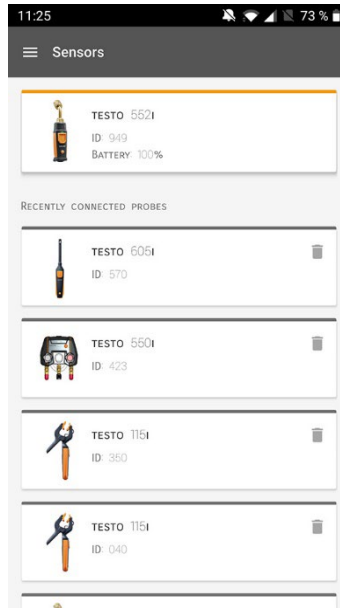 11:25
73 %
Sensors
TESTO 552I
ID: 949
BATTERY: 100%
RECENTLY CONNECTED PROBES
TESTO 605I
ID: 570
TESTO 550I
ID: 423
TESTO 115I
ID: 350
TESTO 115I
ID: 040